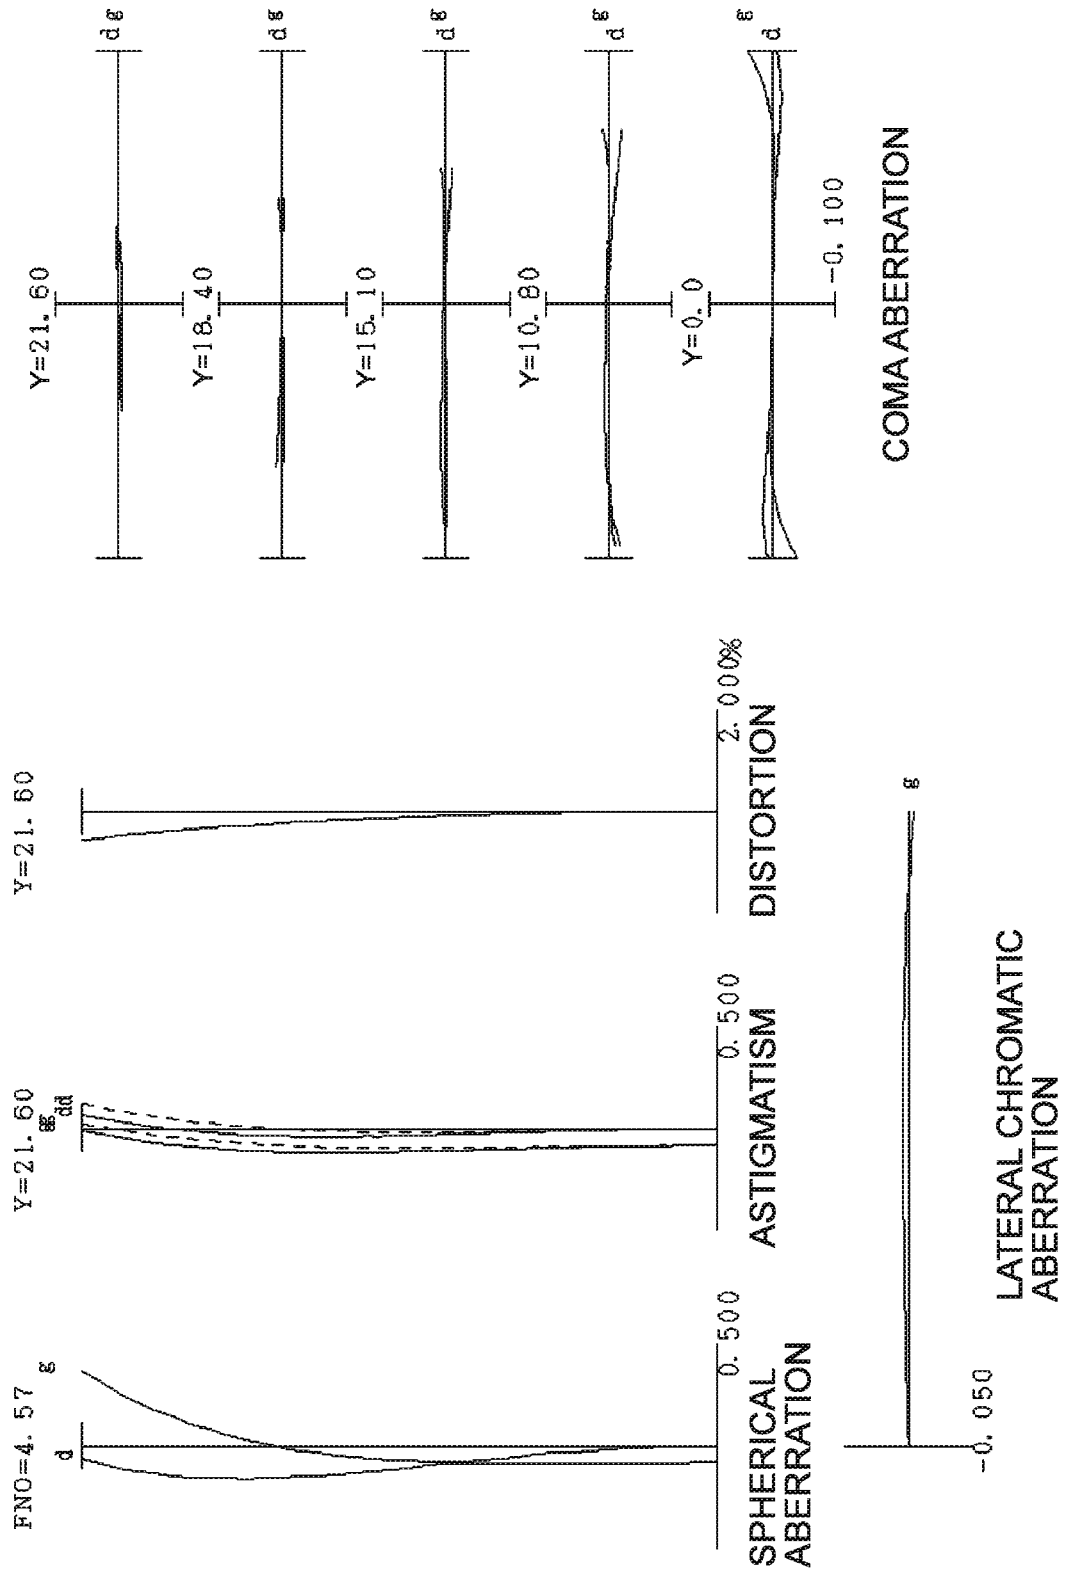 FNO=4.57
d
g
0.500
SPHERICAL
ABERRATION
Y=21.60
g g
d d
0.500
ASTIGMATISM
Y=21.60
2.000%
DISTORTION
Y=21.60
d g
Y=18.40
d g
Y=15.10
d g
Y=10.80
d g
Y=0.0
d g
-0.100
COMA ABERRATION
g
-0.050
LATERAL CHROMATIC
ABERRATION